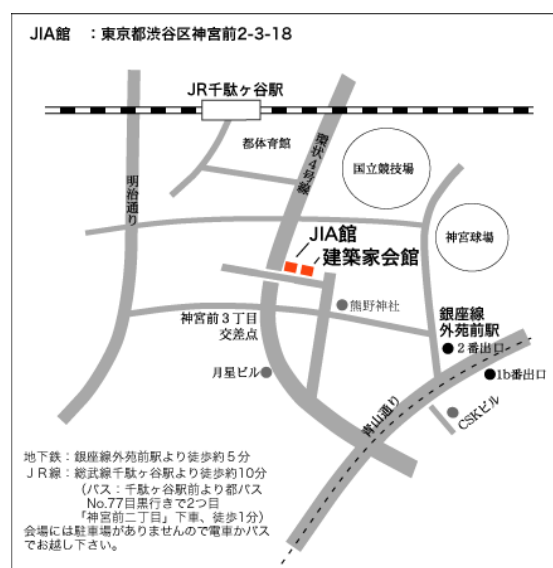 JIA館　：東京都渋谷区神宮前2-3-18
JR千駄ヶ谷駅
都体育館
環状4号線
国立競技場
明治通り
神宮球場
JIA館
建築家会館
熊野神社
銀座線
外苑前駅
神宮前3丁目
交差点
2番出口
月星ビル
1b番出口
青山通り
CSKビル
地下鉄：銀座線外苑前駅より徒歩約5分
JR線：総武線千駄ヶ谷駅より徒歩約10分
（バス：千駄ヶ谷駅前より都バス
No.77目黒行きで2つ目
「神宮前二丁目」下車、徒歩1分）
会場には駐車場がありませんので電車かバス
でお越し下さい。